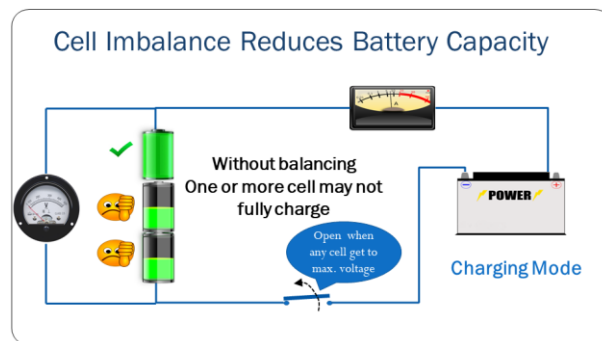 Cell Imbalance Reduces Battery Capacity
A
Without balancing
One or more cell may not
fully charge
POWER
Open when
any cell get to
max. voltage
Charging Mode